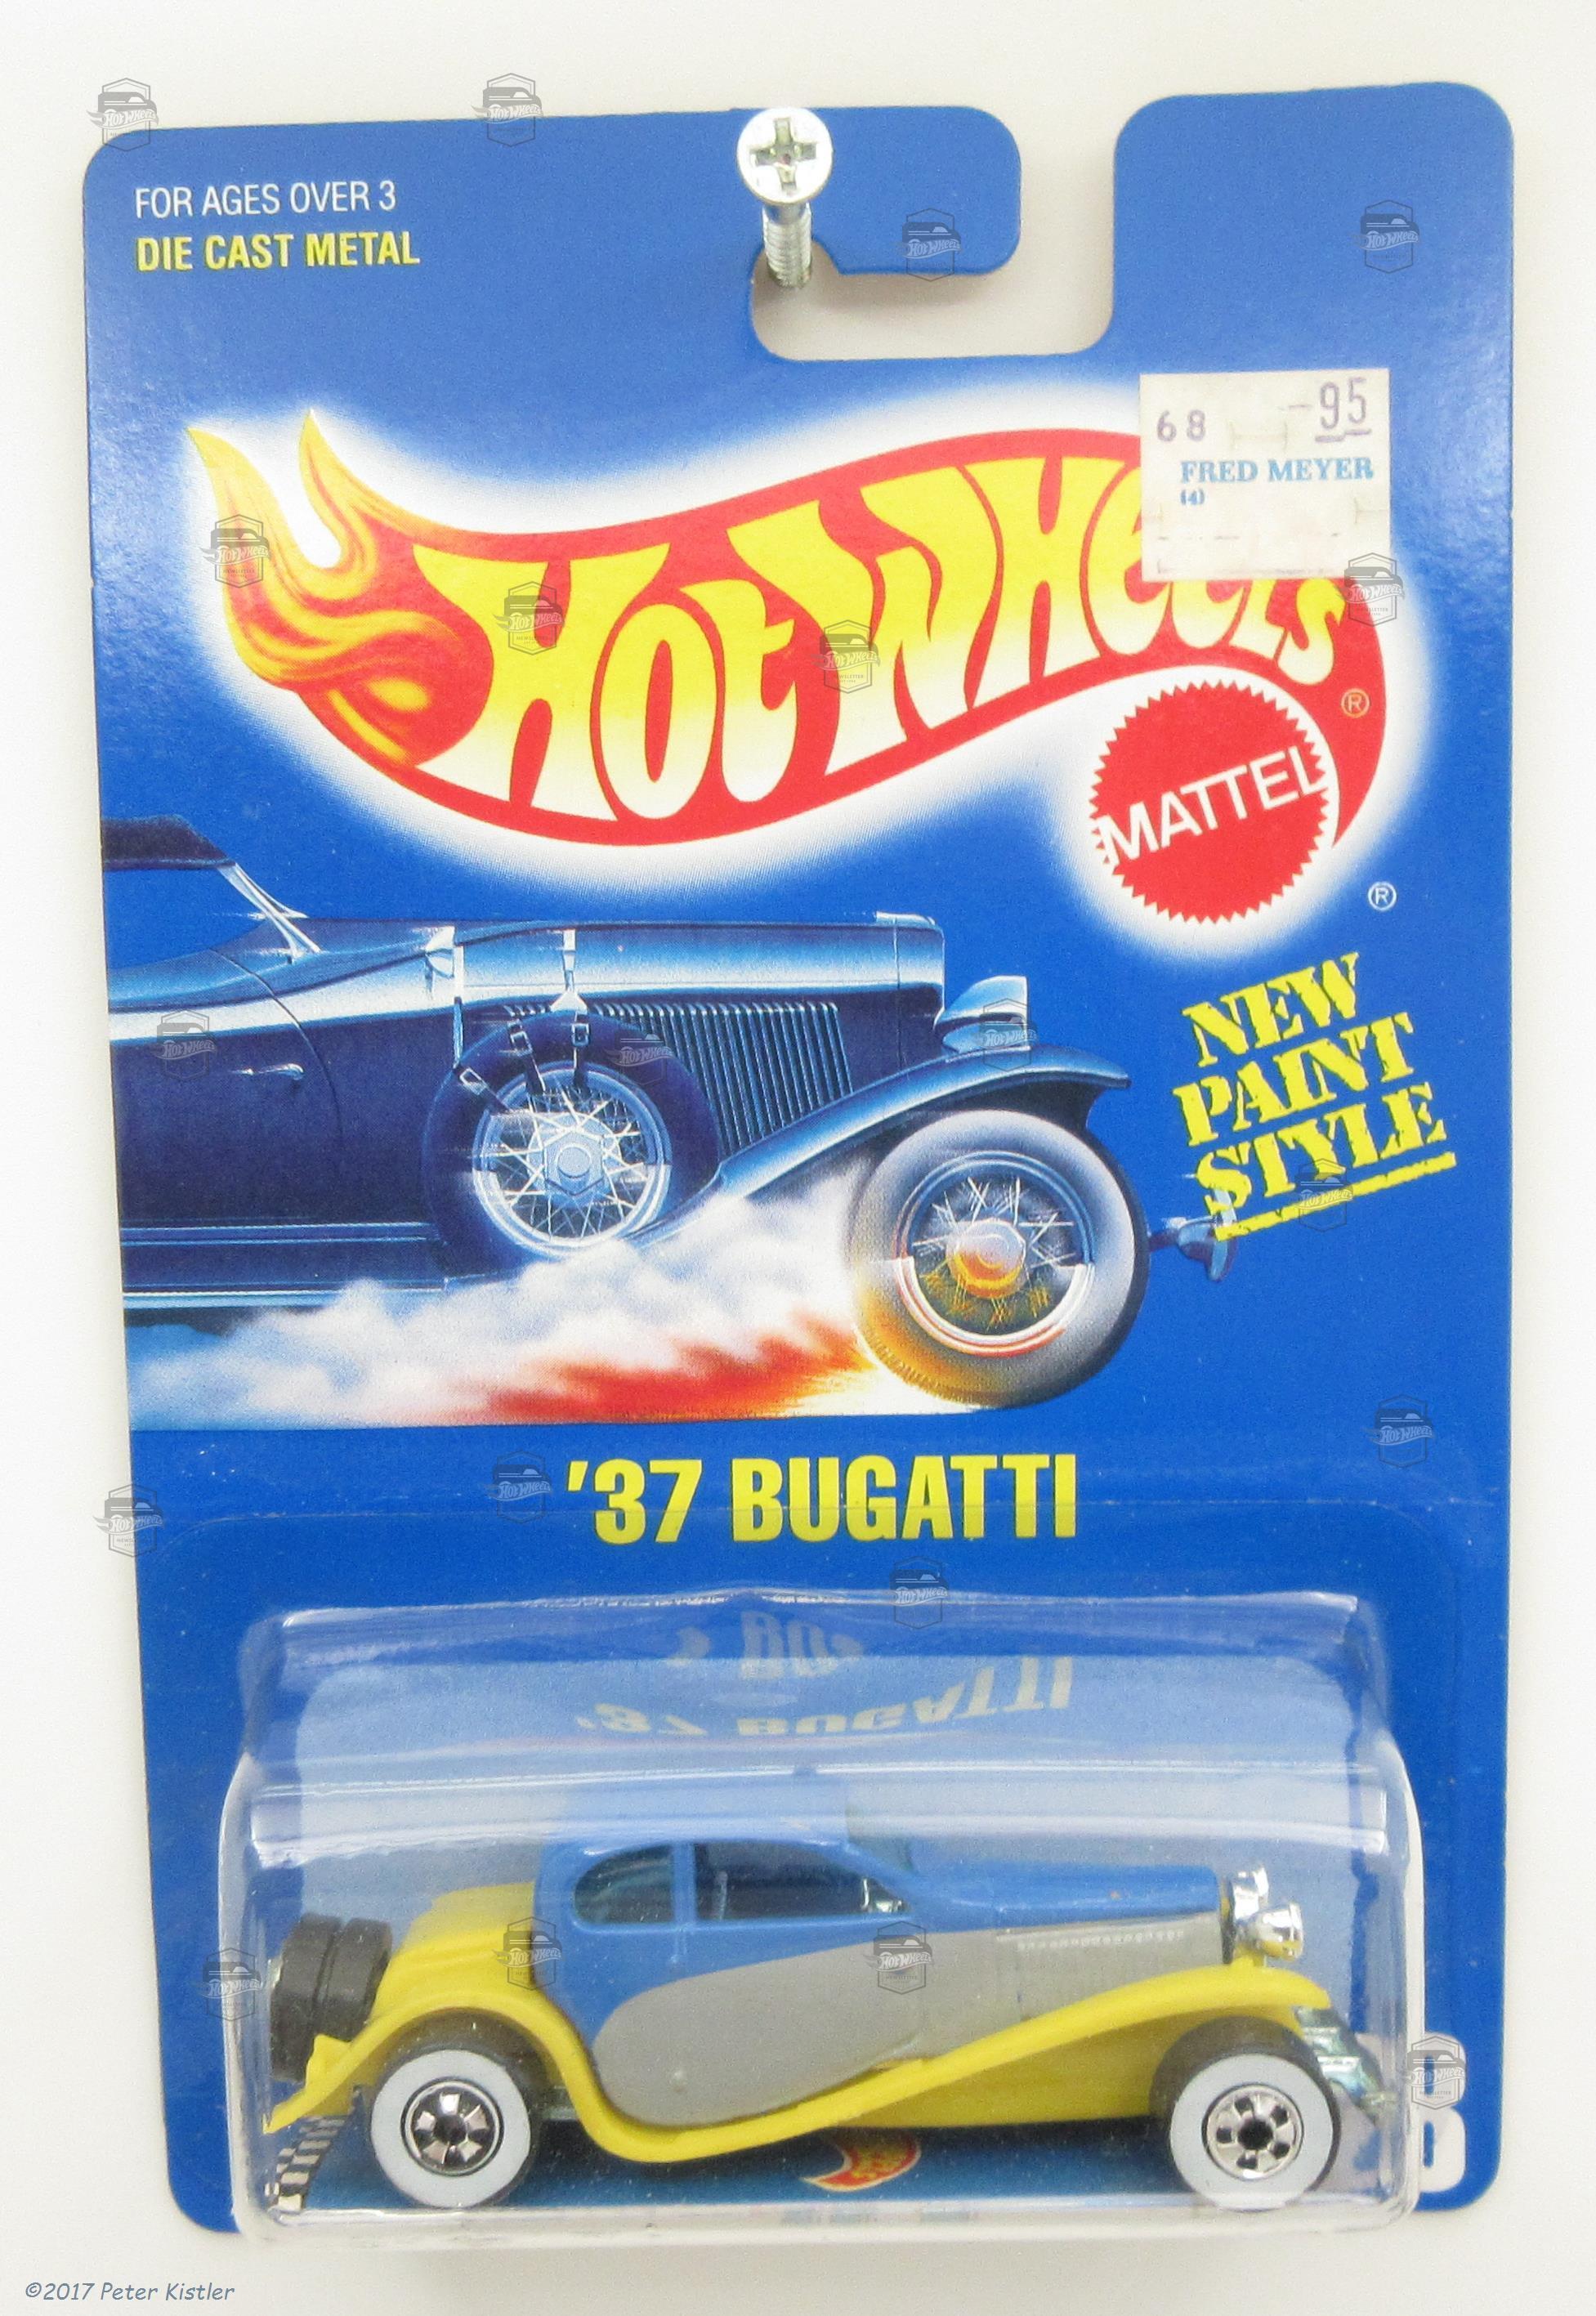 FOR AGES OVER 3
DIE CAST METAL
68 -95
FRED MEYER
(4)
Hot Wheels
®
MATTEL
®
NEW
PAINT
STYLE
'37 BUGATTI
©2017 Peter Kistler